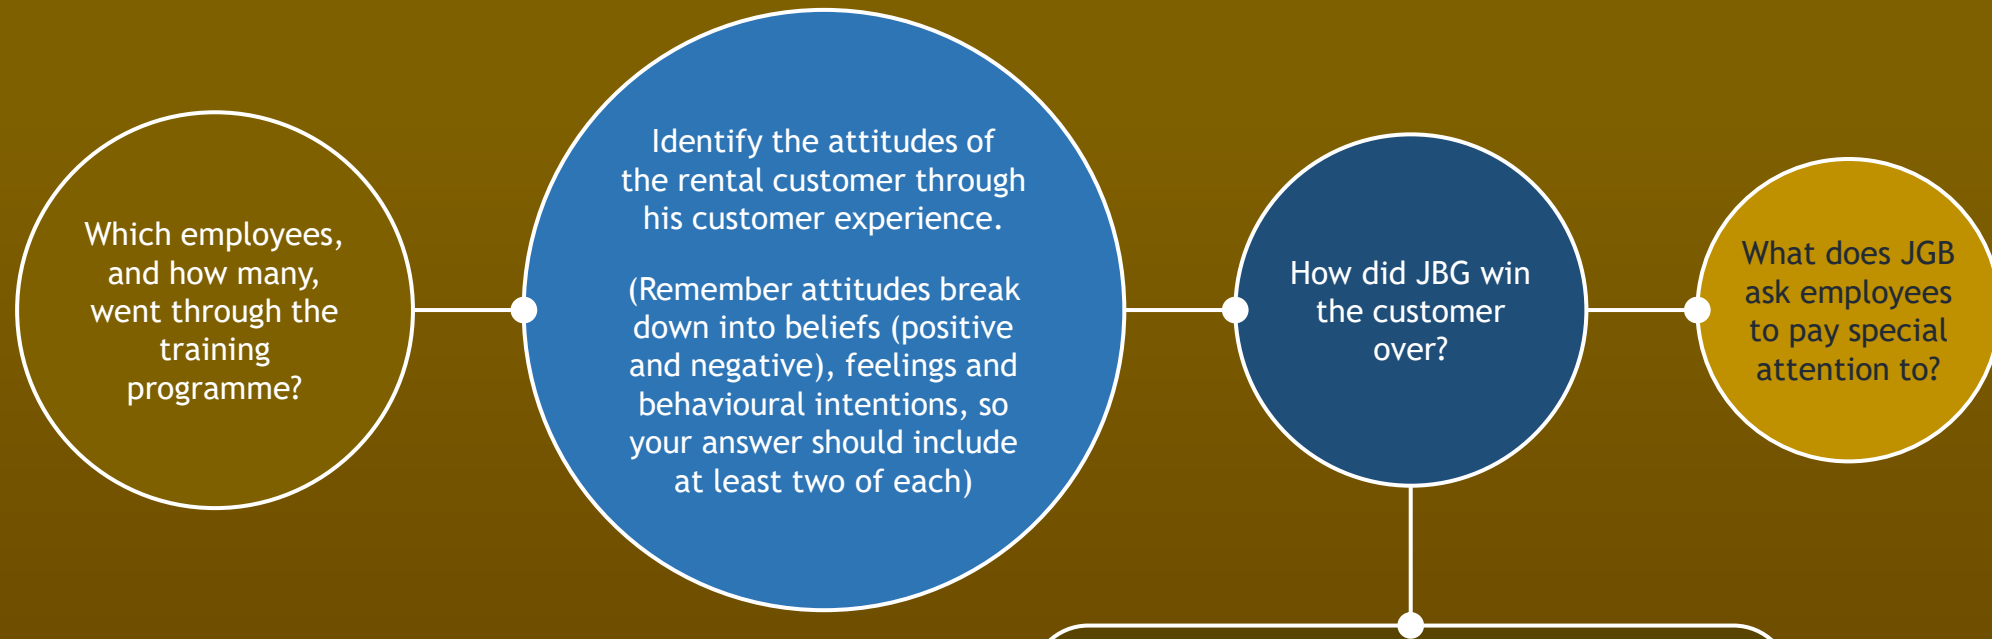 Which employees,
and how many,
went through the
training
programme?
Identify the attitudes of
the rental customer through
his customer experience.
(Remember attitudes break
down into beliefs (positive
and negative), feelings and
behavioural intentions, so
your answer should include
at least two of each)
How did JBG win
the customer
over?
What does JGB
ask employees
to pay special
attention to?